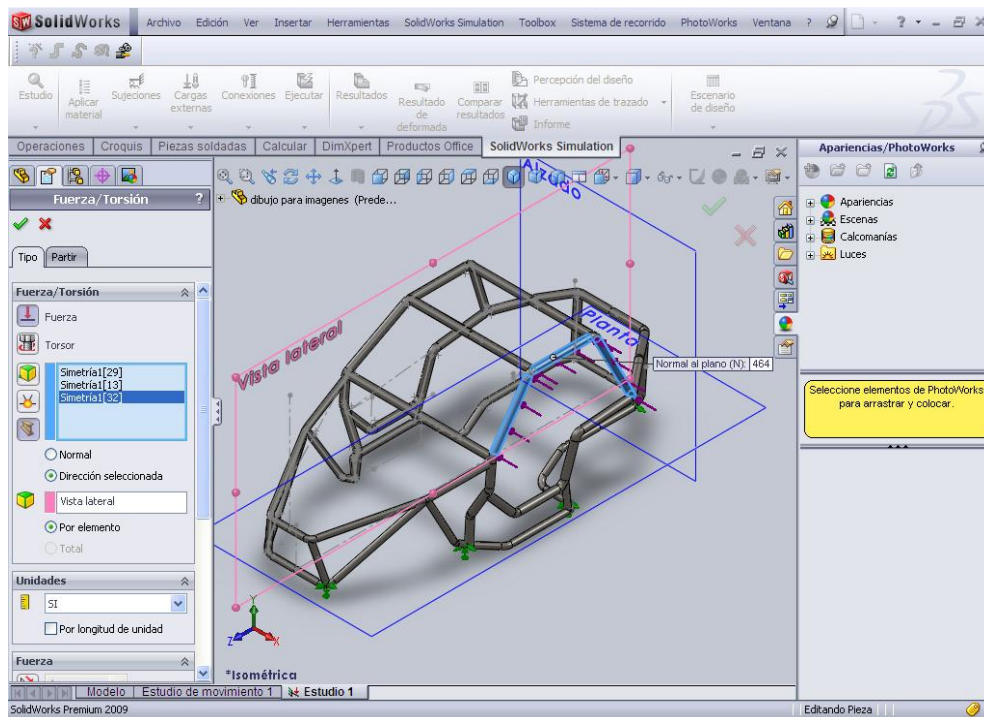 SolidWorks
Archivo Edición Ver Insertar Herramientas SolidWorks Simulation Toolbox Sistema de recorrido PhotoWorks Ventana ?
Estudio
Aplicar material
Sujeciones
Cargas externas
Conexiones
Ejecutar
Resultados
Resultado de deformada
Comparar resultados
Percepción del diseño
Herramientas de trazado
Informe
Escenario de diseño
Operaciones Croquis Piezas soldadas Calcular DimXpert Productos Office SolidWorks Simulation
Apariencias/PhotoWorks
Fuerza/Torsión ?
dibujo para imagenes (Prede...
Tipo Partir
Fuerza/Torsión
Fuerza
Torsor
Simetría1[29]
Simetría1[13]
Simetría1[32]
Normal
Dirección seleccionada
Vista lateral
Por elemento
Total
Unidades
SI
Por longitud de unidad
Fuerza
Alzado
Planta
Vista lateral
Normal al plano (N): 464
Y
Z
X
*Isométrica
Apariencias
Escenas
Calcomanías
Luces
Seleccione elementos de PhotoWorks para arrastrar y colocar.
Modelo Estudio de movimiento 1 Estudio 1
SolidWorks Premium 2009
Editando Pieza